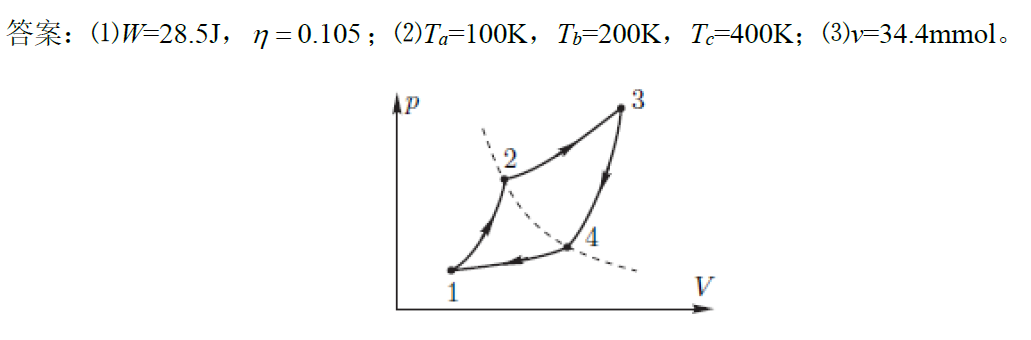 答案：⑴W=28.5J，η = 0.105；⑵Ta=100K，Tb=200K，Tc=400K；⑶ν=34.4mmol。
p
3
2
4
1
V